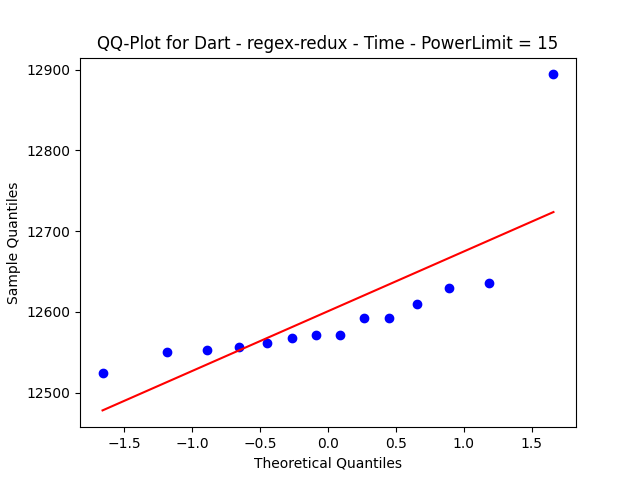 QQ-Plot for Dart - regex-redux - Time - PowerLimit = 15
12900
12800
12700
12600
12500
Sample Quantiles
−1.5 −1.0 −0.5 0.0 0.5 1.0 1.5
Theoretical Quantiles